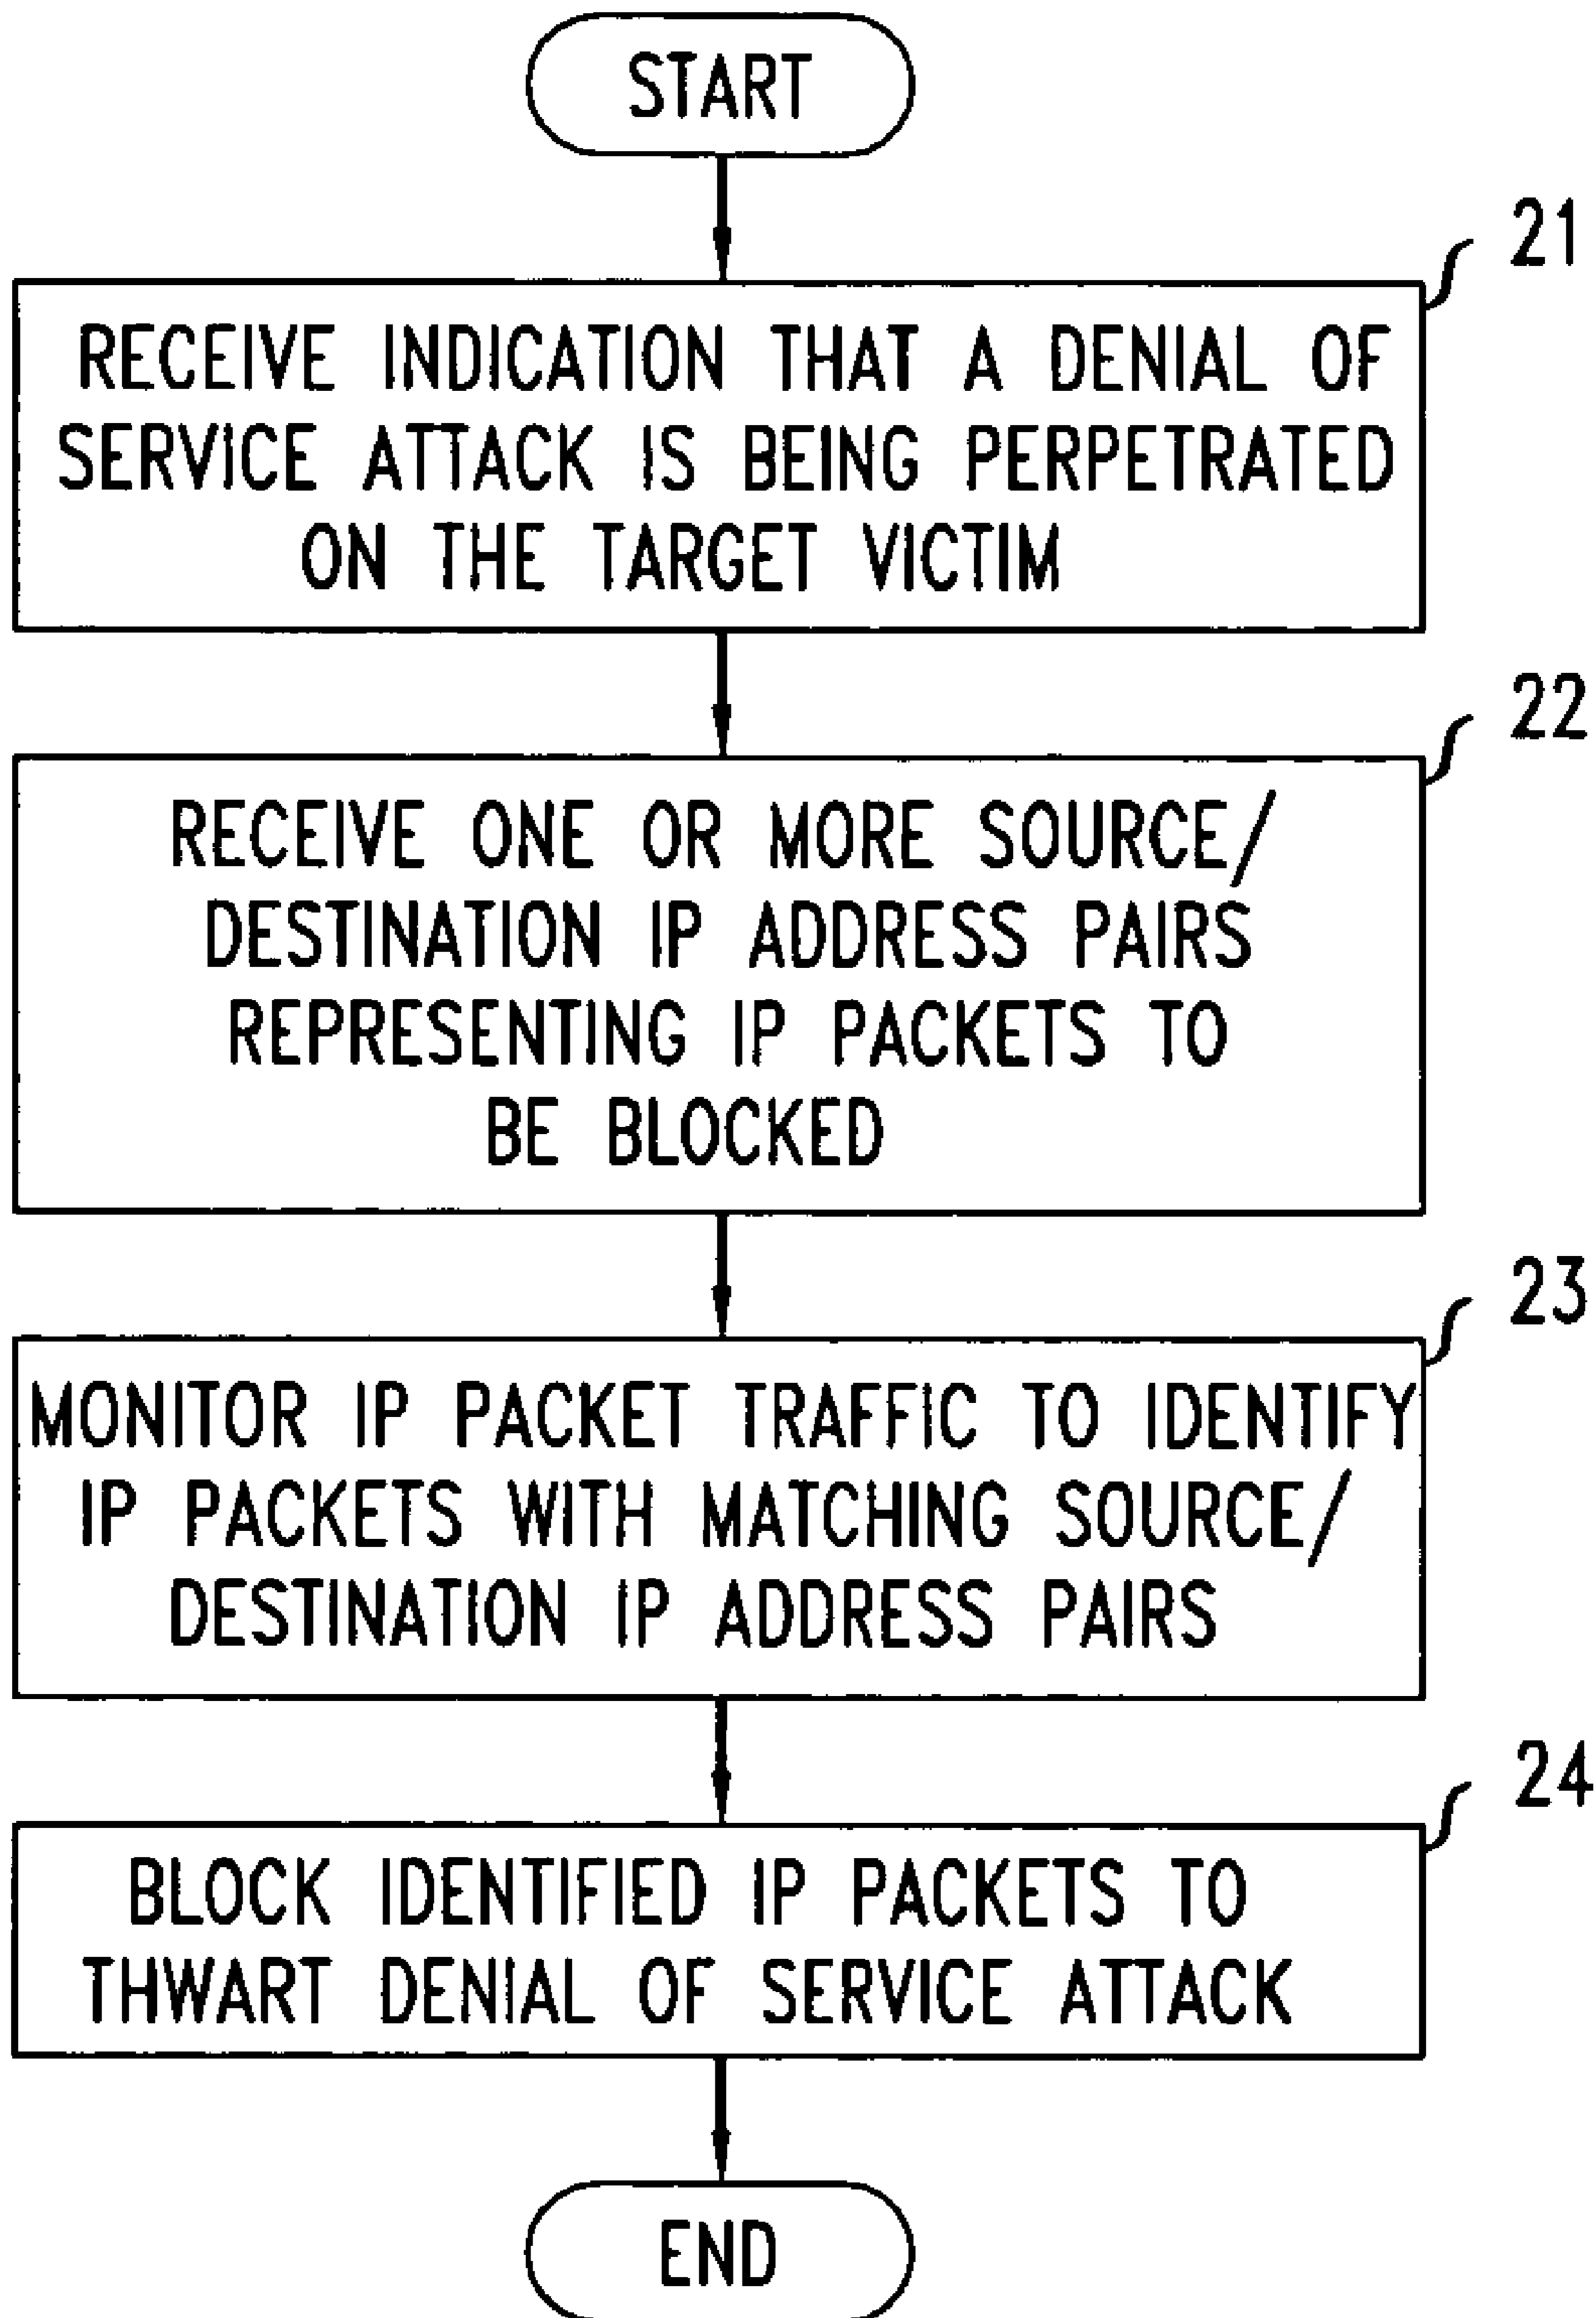 START
21
RECEIVE INDICATION THAT A DENIAL OF
SERVICE ATTACK IS BEING PERPETRATED
ON THE TARGET VICTIM
22
RECEIVE ONE OR MORE SOURCE/
DESTINATION IP ADDRESS PAIRS
REPRESENTING IP PACKETS TO
BE BLOCKED
23
MONITOR IP PACKET TRAFFIC TO IDENTIFY
IP PACKETS WITH MATCHING SOURCE/
DESTINATION IP ADDRESS PAIRS
24
BLOCK IDENTIFIED IP PACKETS TO
THWART DENIAL OF SERVICE ATTACK
END